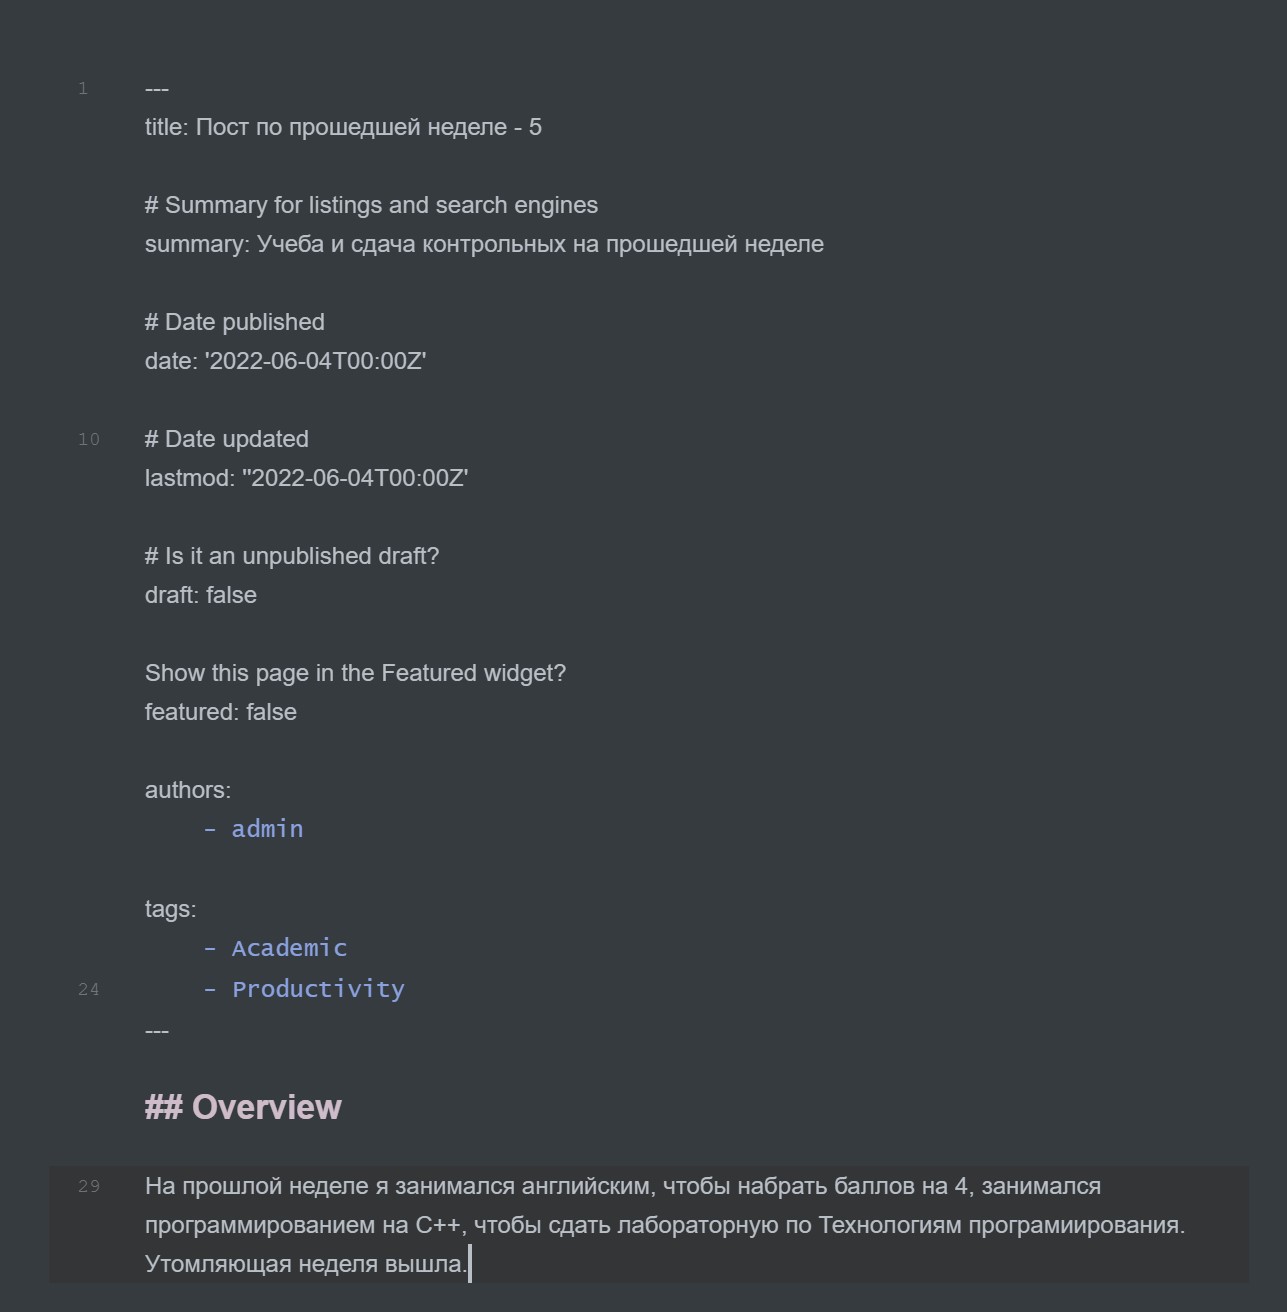 1 ---
title: Пост по прошедшей неделе - 5
# Summary for listings and search engines
summary: Учеба и сдача контрольных на прошедшей неделе
# Date published
date: '2022-06-04T00:00Z'
10 # Date updated
lastmod: ''2022-06-04T00:00Z'
# Is it an unpublished draft?
draft: false
Show this page in the Featured widget?
featured: false
authors:
- admin
tags:
- Academic
24 - Productivity
---
## Overview
29 На прошлой неделе я занимался английским, чтобы набрать баллов на 4, занимался
программированием на C++, чтобы сдать лабораторную по Технологиям програмиирования.
Утомляющая неделя вышла.